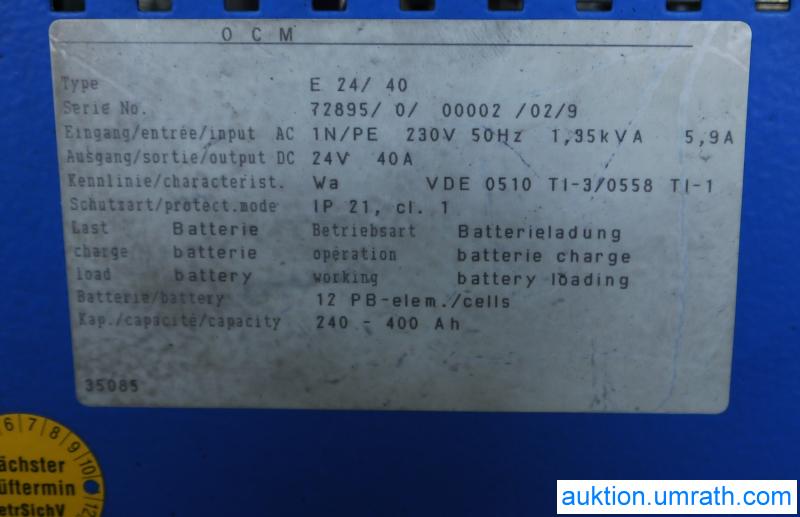 O C M
Type E 24/ 40
Serie No. 72895/ 0/ 00002 /02/9
Eingang/entrée/input AC 1N/PE 230V 50Hz 1,35kVA 5,9A
Ausgang/sortie/output DC 24V 40A
Kennlinie/characterist. Wa VDE 0510 TI-3/0558 TI-1
Schutzart/protect.mode IP 21, cl. 1
Last Batterie Betriebsart Batterieladung
charge batterie opération batterie charge
load battery working battery loading
Batterie/battery 12 PB-elem./cells
Kap./capacité/capacity 240 - 400 Ah
35085
6 7 8 9 10
ächster
üftermin
etrSichV
auktion.umrath.com